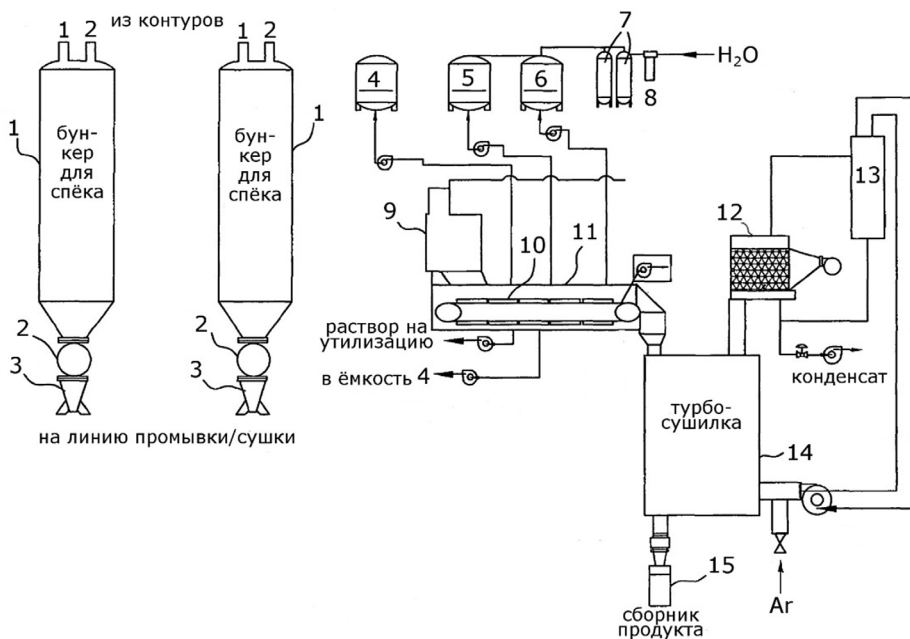 из контуров
1 2
1 2
1
бун-
кер
для
спёка
1
бун-
кер
для
спёка
2
3
2
3
на линию промывки/сушки
4
5
6
7
8
H₂O
9
10
11
12
13
раствор на
утилизацию
в ёмкость 4
конденсат
турбо-
сушилка
14
15
Ar
сборник
продукта